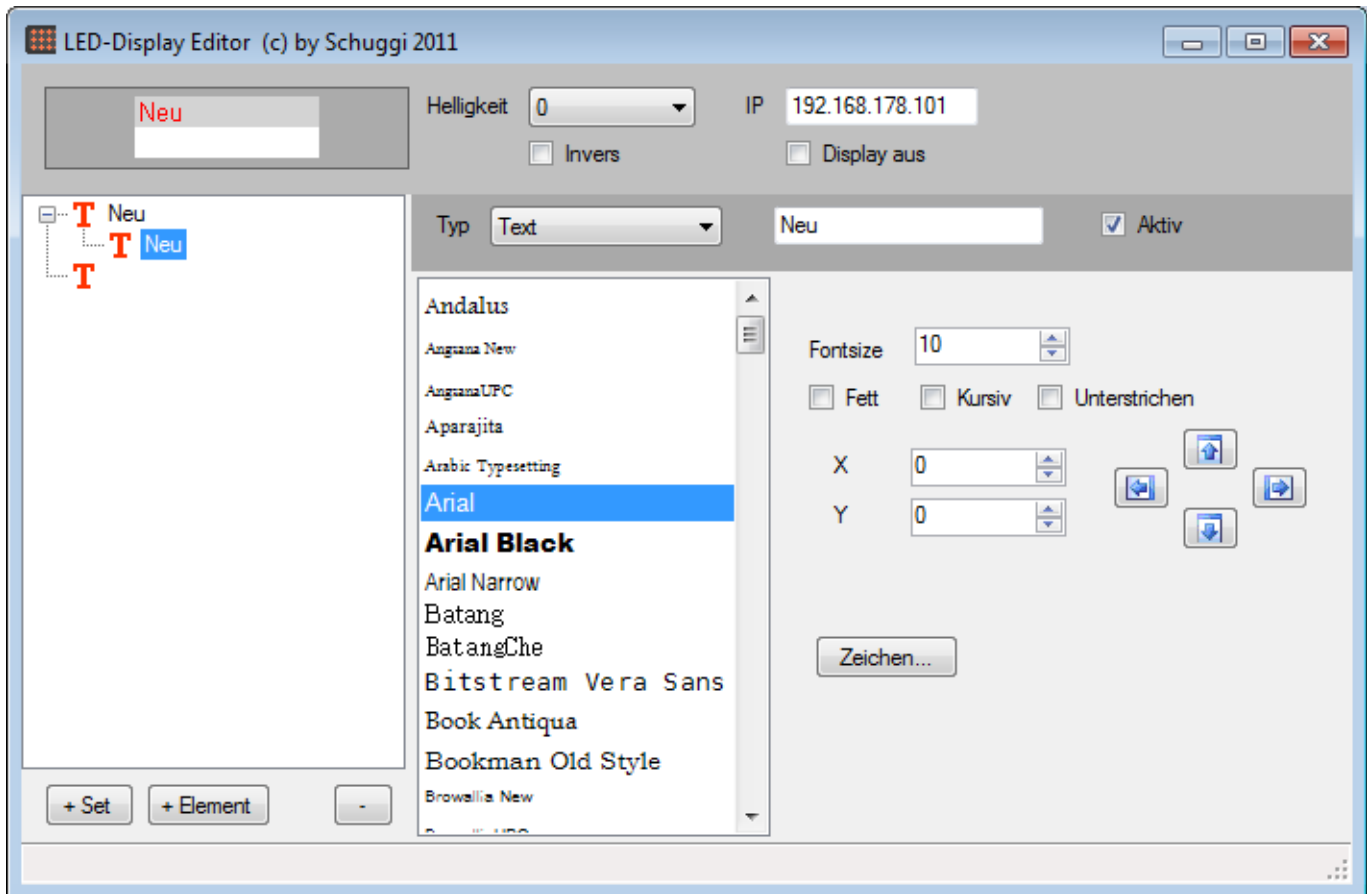 LED-Display Editor (c) by Schuggi 2011
Neu
Helligkeit 0 IP 192.168.178.101
Invers Display aus
Neu
Neu
T
Typ Text Neu Aktiv
Andalus
Angsana New
AngsanaUPC
Aparajita
Arabic Typesetting
Arial
Arial Black
Arial Narrow
Batang
BatangChe
Bitstream Vera Sans
Book Antiqua
Bookman Old Style
Browallia New
Fontsize 10
Fett Kursiv Unterstrichen
X 0
Y 0
Zeichen...
+ Set + Element -